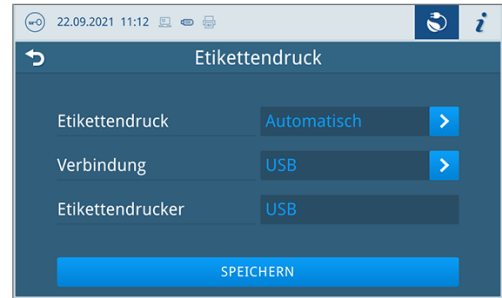 22.09.2021 11:12
Etikettendruck
Etikettendruck Automatisch
Verbindung USB
Etikettendrucker USB
SPEICHERN